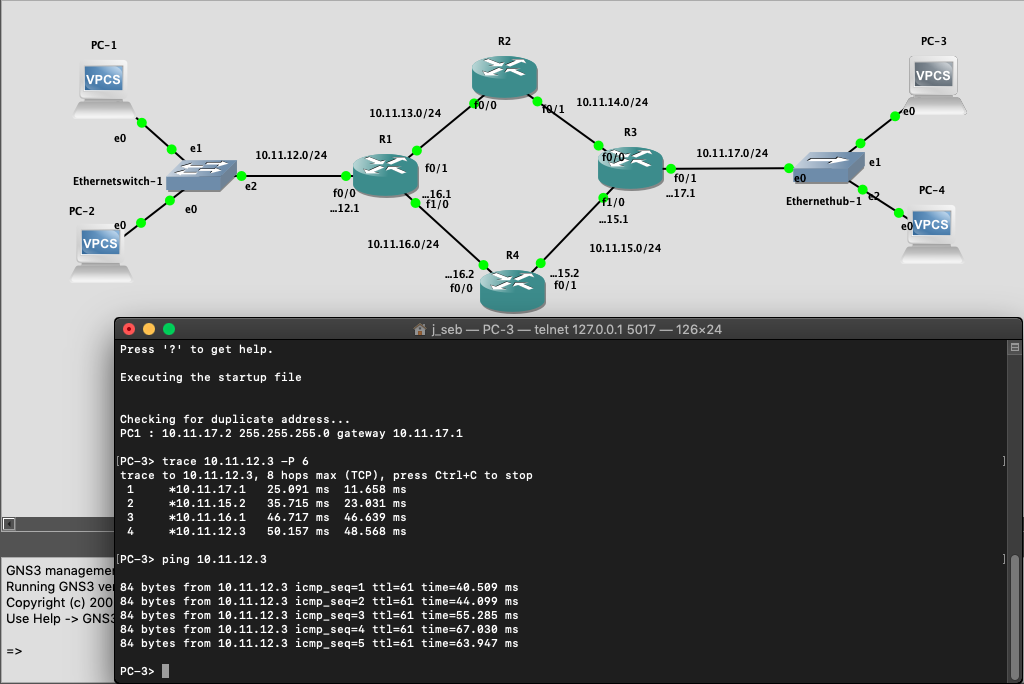 R2
PC-1
PC-3
VPCS
VPCS
f0/0
f0/1
10.11.13.0/24
10.11.14.0/24
e0
e0
R1
R3
e1
10.11.12.0/24
f0/1
f0/0
10.11.17.0/24
e1
Ethernetswitch-1
e2
f0/0
...12.1
...16.1
f1/0
f0/1
...17.1
e0
e2
Ethernethub-1
PC-4
PC-2
e0
e0
f1/0
...15.1
e0
VPCS
VPCS
10.11.16.0/24
10.11.15.0/24
R4
...16.2
f0/0
...15.2
f0/1
j_seb — PC-3 — telnet 127.0.0.1 5017 — 126×24
Press '?' to get help.
Executing the startup file
Checking for duplicate address...
PC1 : 10.11.17.2 255.255.255.0 gateway 10.11.17.1
[PC-3> trace 10.11.12.3 -P 6 ]
trace to 10.11.12.3, 8 hops max (TCP), press Ctrl+C to stop
1 *10.11.17.1 25.091 ms 11.658 ms
2 *10.11.15.2 35.715 ms 23.031 ms
3 *10.11.16.1 46.717 ms 46.639 ms
4 *10.11.12.3 50.157 ms 48.568 ms
[PC-3> ping 10.11.12.3 ]
84 bytes from 10.11.12.3 icmp_seq=1 ttl=61 time=40.509 ms
84 bytes from 10.11.12.3 icmp_seq=2 ttl=61 time=44.099 ms
84 bytes from 10.11.12.3 icmp_seq=3 ttl=61 time=55.285 ms
84 bytes from 10.11.12.3 icmp_seq=4 ttl=61 time=67.030 ms
84 bytes from 10.11.12.3 icmp_seq=5 ttl=61 time=63.947 ms
PC-3>
GNS3 manageme
Running GNS3 ve
Copyright (c) 200
Use Help -> GNS3
=>